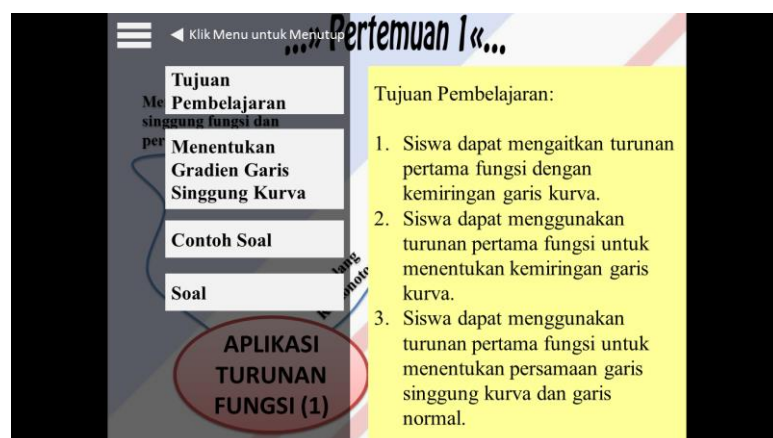 ...» Pertemuan 1«...
Klik Menu untuk Menutup
Tujuan
Pembelajaran
singgung fungsi dan
Menentukan
Gradien Garis
Singgung Kurva
Contoh Soal
Soal
APLIKASI
TURUNAN
FUNGSI (1)
Tujuan Pembelajaran:
1. Siswa dapat mengaitkan turunan
pertama fungsi dengan
kemiringan garis kurva.
2. Siswa dapat menggunakan
turunan pertama fungsi untuk
menentukan kemiringan garis
kurva.
3. Siswa dapat menggunakan
turunan pertama fungsi untuk
menentukan persamaan garis
singgung kurva dan garis
normal.